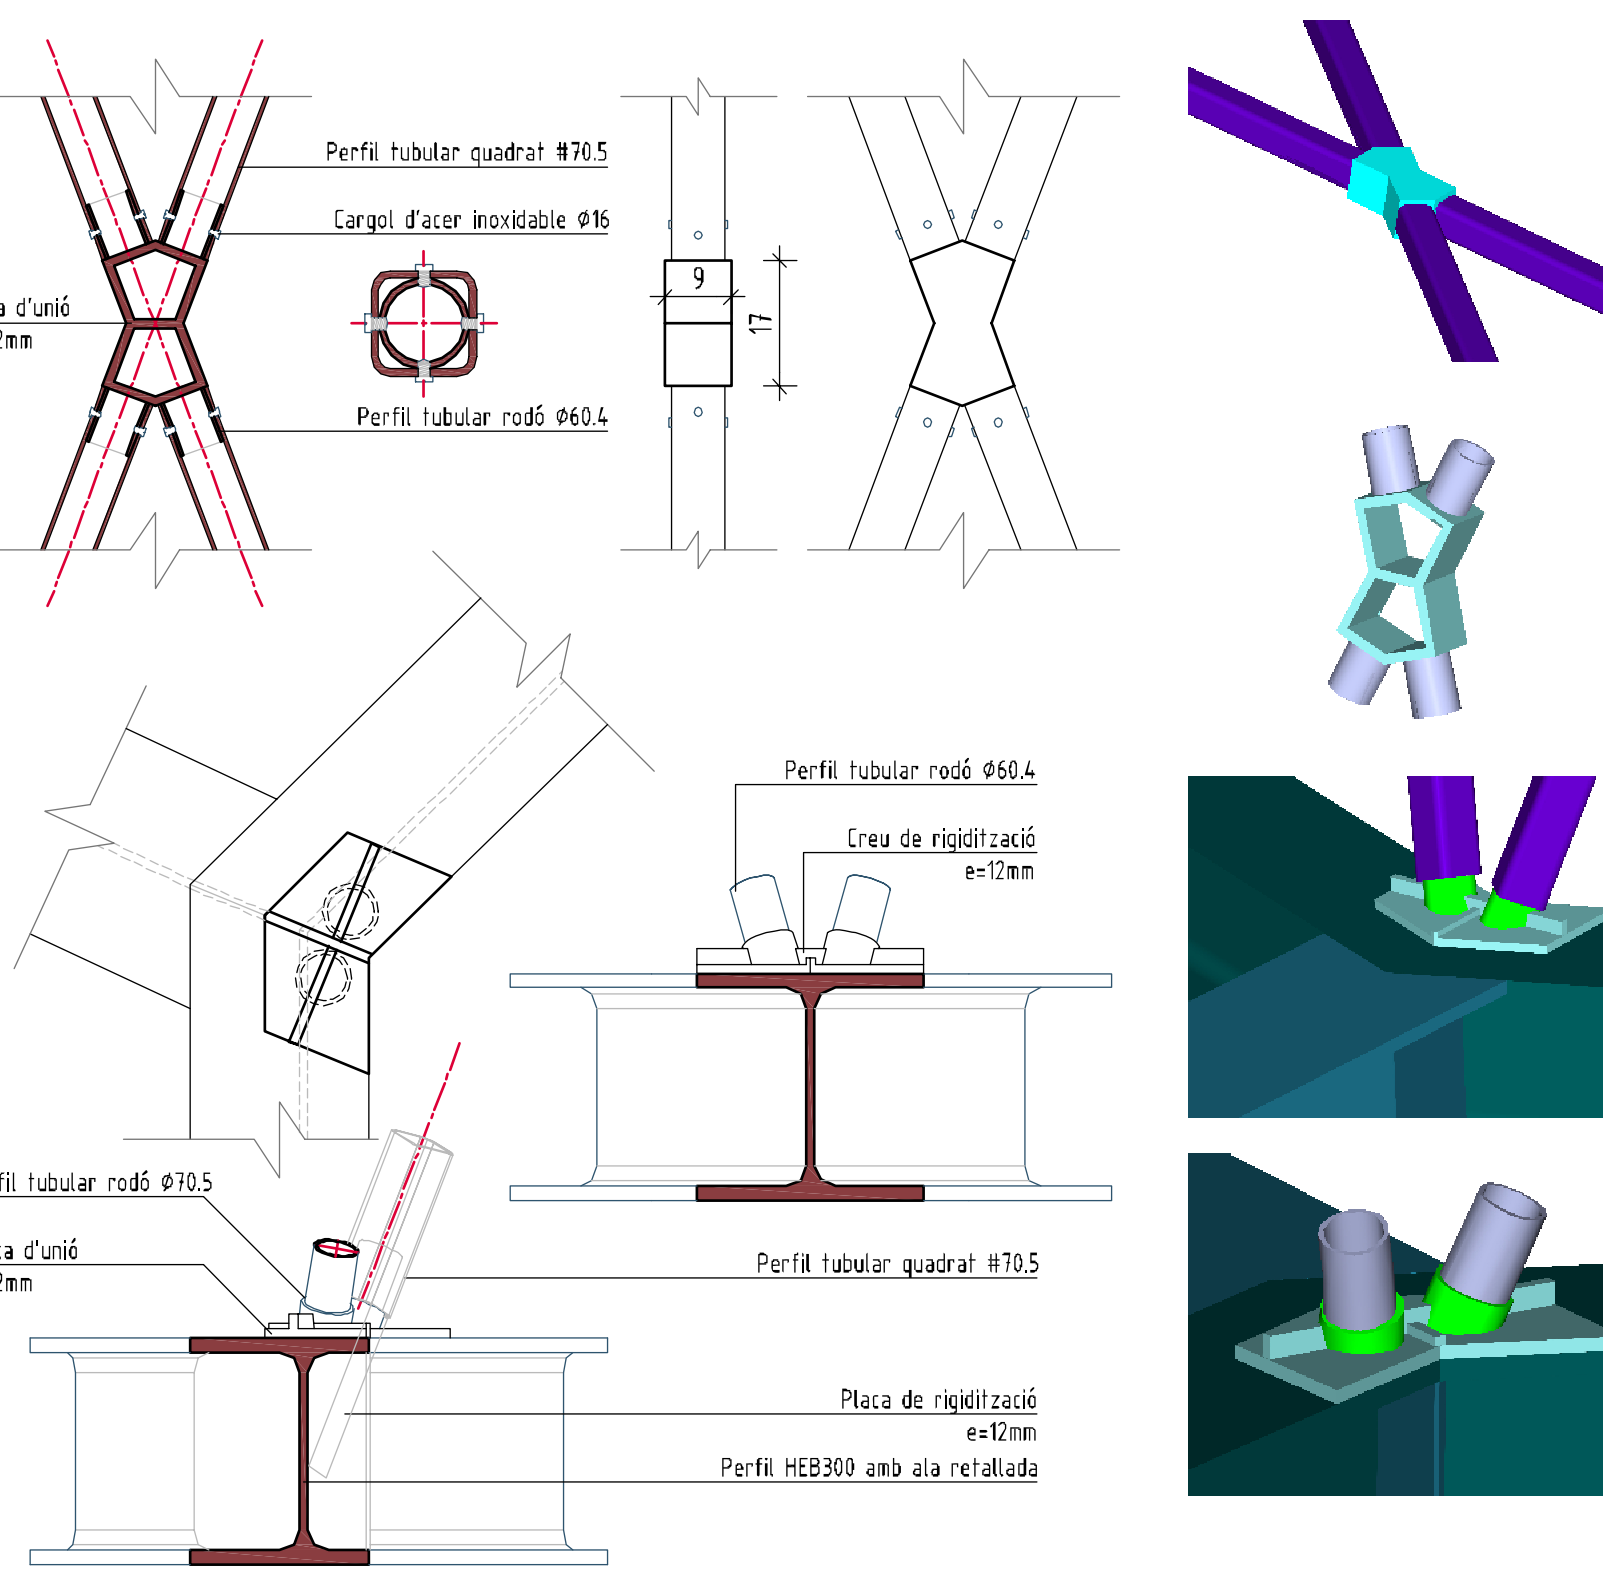 Perfil tubular quadrat #70.5
Cargol d'acer inoxidable Ø16
a d'unió
2mm
9
17
Perfil tubular rodó Ø60.4
Perfil tubular rodó Ø60.4
Creu de rigidització
e=12mm
fil tubular rodó Ø70.5
ca d'unió
2mm
Perfil tubular quadrat #70.5
Placa de rigidització
e=12mm
Perfil HEB300 amb ala retallada